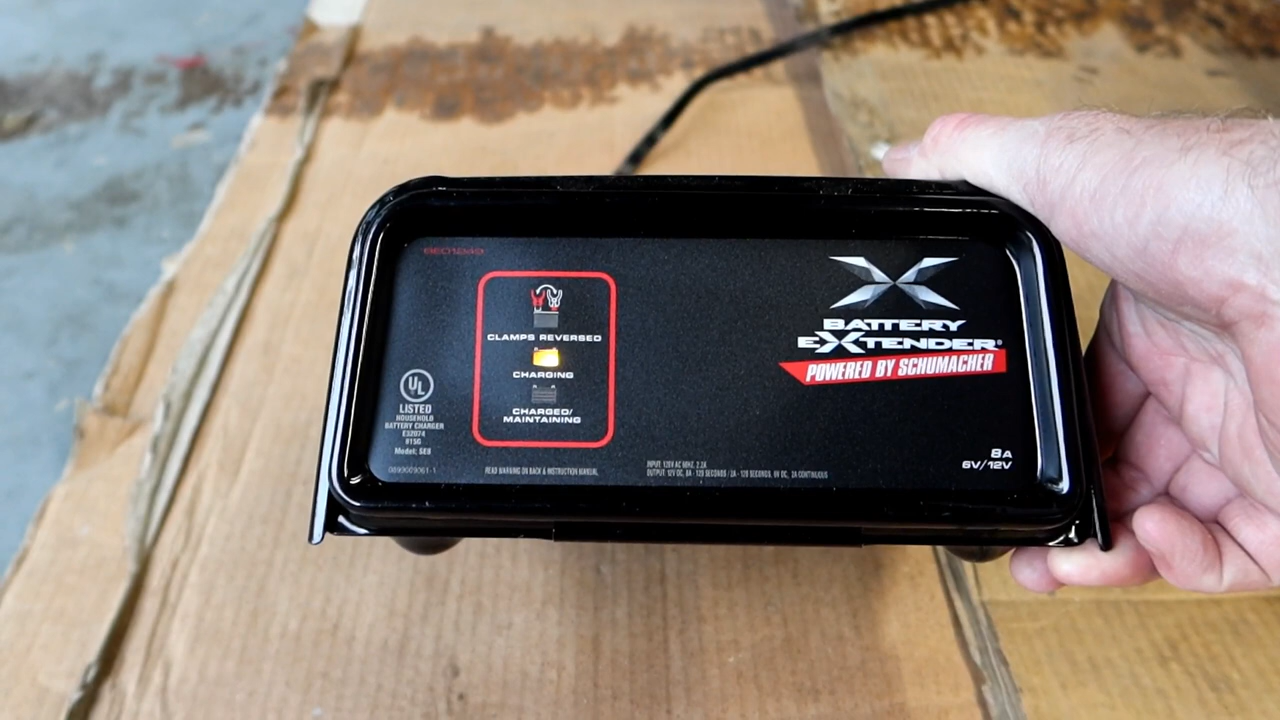 CLAMPS REVERSED
CHARGING
CHARGED/
MAINTAINING
UL
LISTED
HOUSEHOLD
BATTERY CHARGER
E32074
Model: SE8
READ WARNING ON BACK & INSTRUCTION MANUAL
BATTERY
EXTENDER®
POWERED BY SCHUMACHER
8A
6V/12V